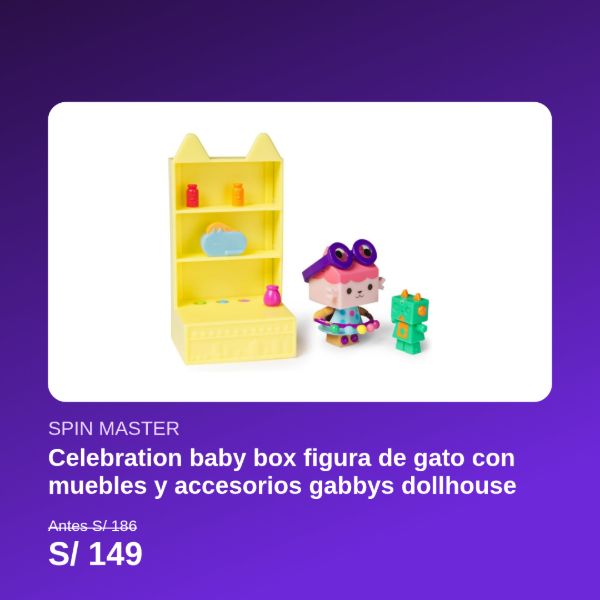 SPIN MASTER
Celebration baby box figura de gato con
muebles y accesorios gabbys dollhouse
Antes S/ 186
S/ 149